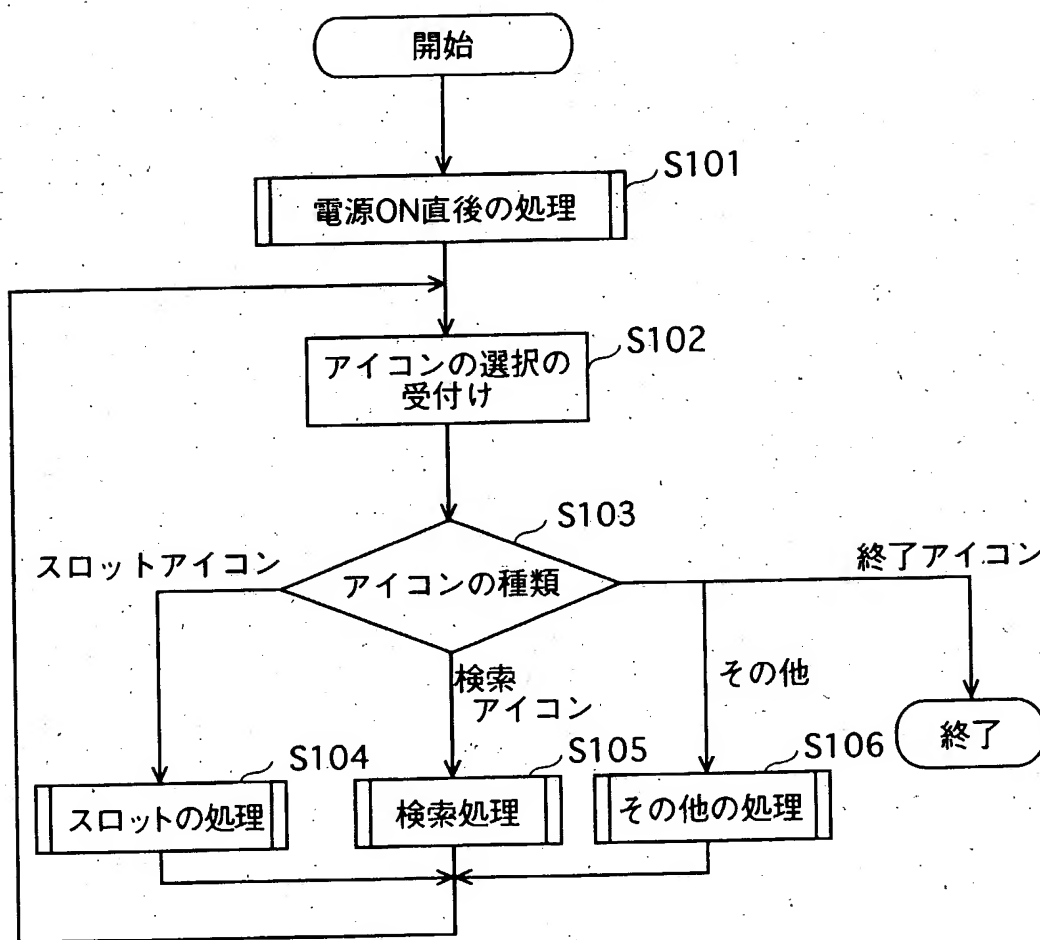 開始
S101
電源ON直後の処理
S102
アイコンの選択の
受付け
S103
スロットアイコン
アイコンの種類
終了アイコン
検索
アイコン
その他
終了
S104
スロットの処理
S105
検索処理
S106
その他の処理